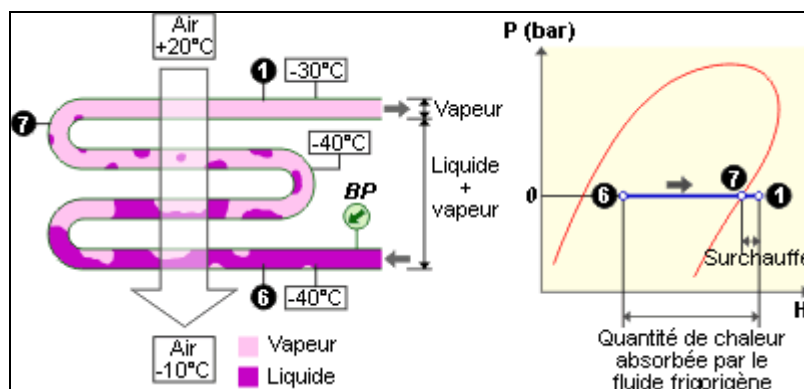 Air
+20°C
1
-30°C
7
Vapeur
-40°C
Liquide
+
vapeur
BP
6
-40°C
Air
-10°C
Vapeur
Liquide
P (bar)
0
6
7
1
Surchauffe
H
Quantité de chaleur
absorbée par le
fluide frigorigène